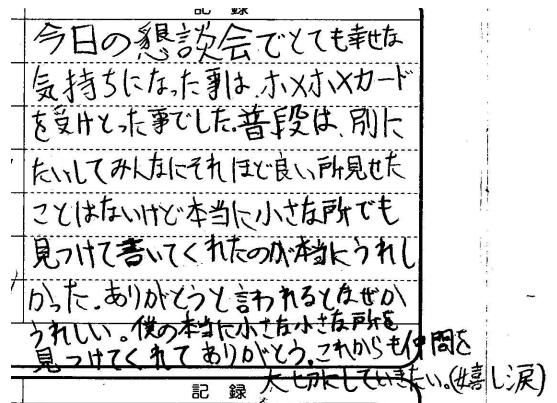 記録
今日の懇談会でとても幸せな
気持ちになった事は、ホメホメカード
を受けとった事でした。普段は、別に
たいしてみんなにそれほど良い所見せた
ことはないけど本当に小さな所でも
見つけて書いてくれたのが本当にうれし
かった。ありがとうと言われるとなぜか
うれしい。僕の本当に小さな小さな所を
見つけてくれてありがとう。これからも仲間を
大切にしていきたい。(嬉し涙)
記録